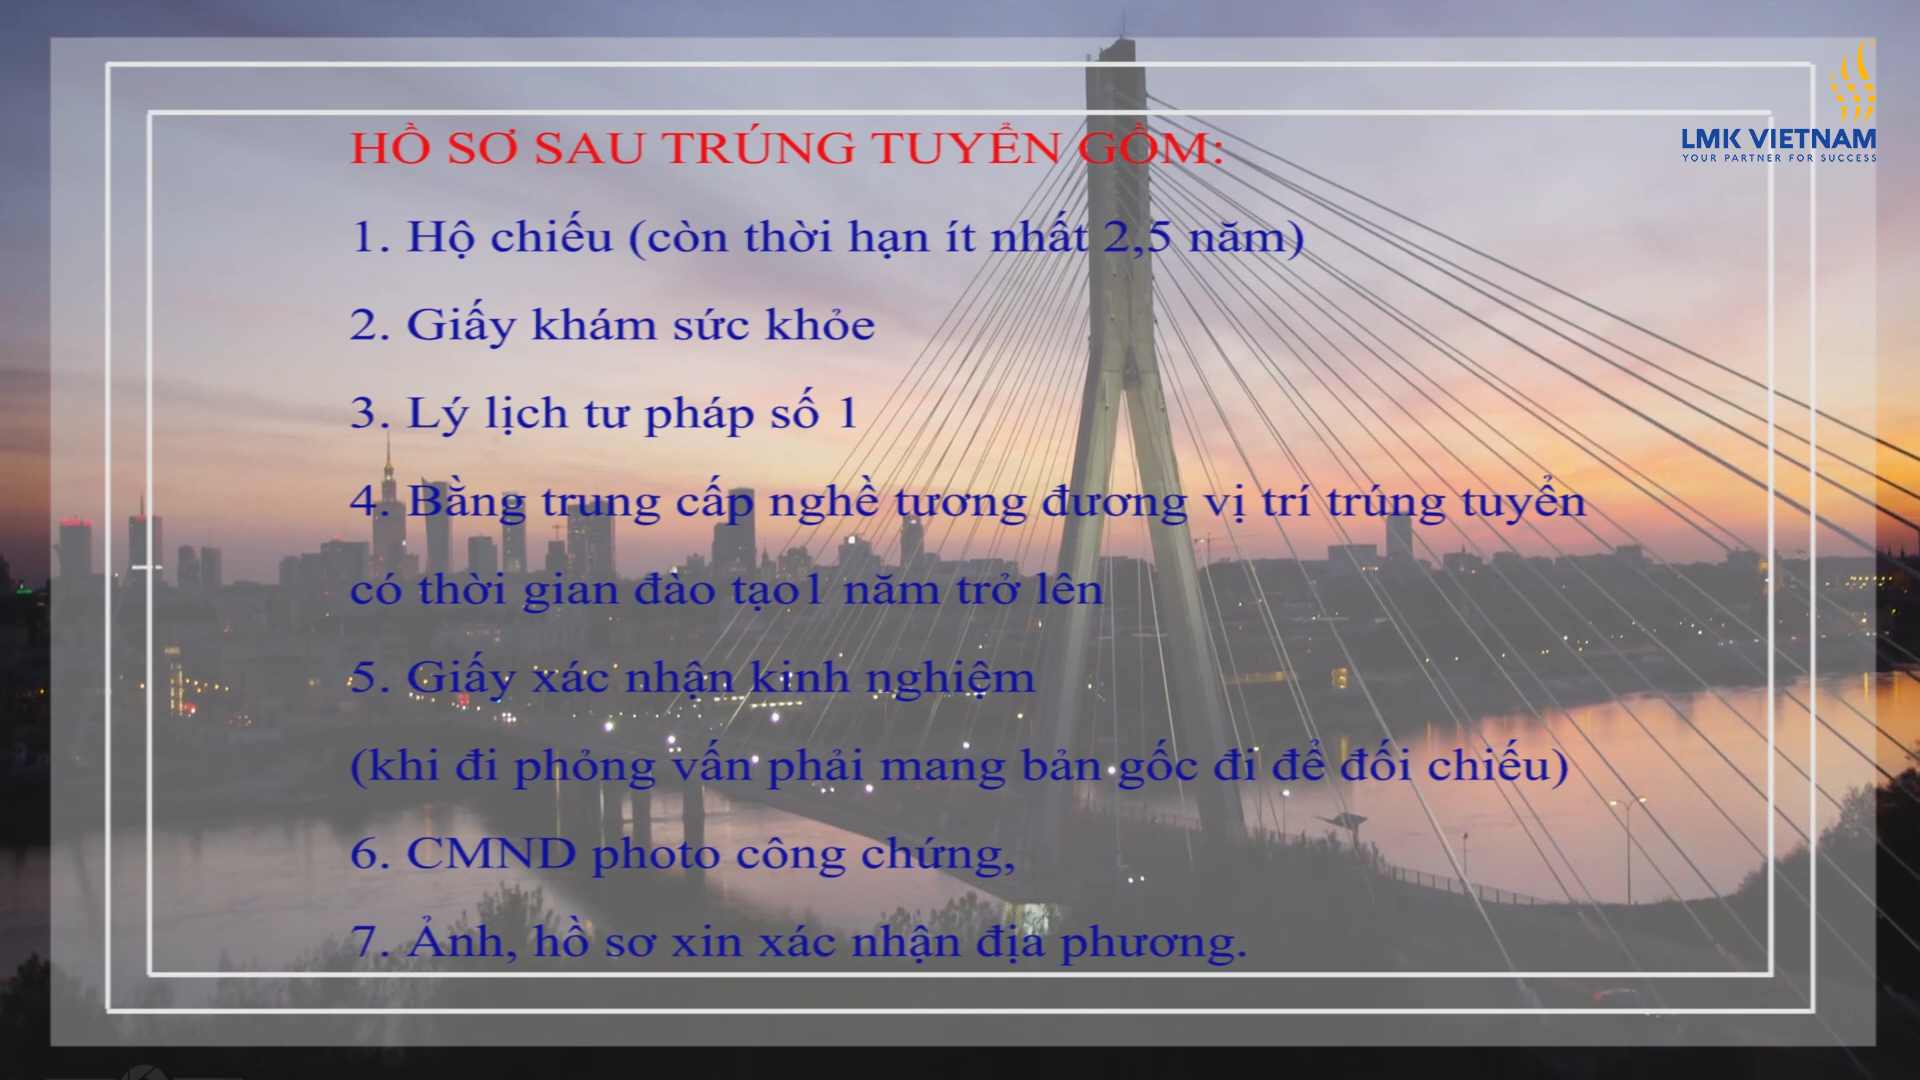 LMK VIETNAM
YOUR PARTNER FOR SUCCESS
HỒ SƠ SAU TRÚNG TUYỂN GỒM:
1. Hộ chiếu (còn thời hạn ít nhất 2,5 năm)
2. Giấy khám sức khỏe
3. Lý lịch tư pháp số 1
4. Bằng trung cấp nghề tương đương vị trí trúng tuyển
có thời gian đào tạo1 năm trở lên
5. Giấy xác nhận kinh nghiệm
(khi đi phỏng vấn phải mang bản gốc đi để đối chiếu)
6. CMND photo công chứng,
7. Ảnh, hồ sơ xin xác nhận địa phương.